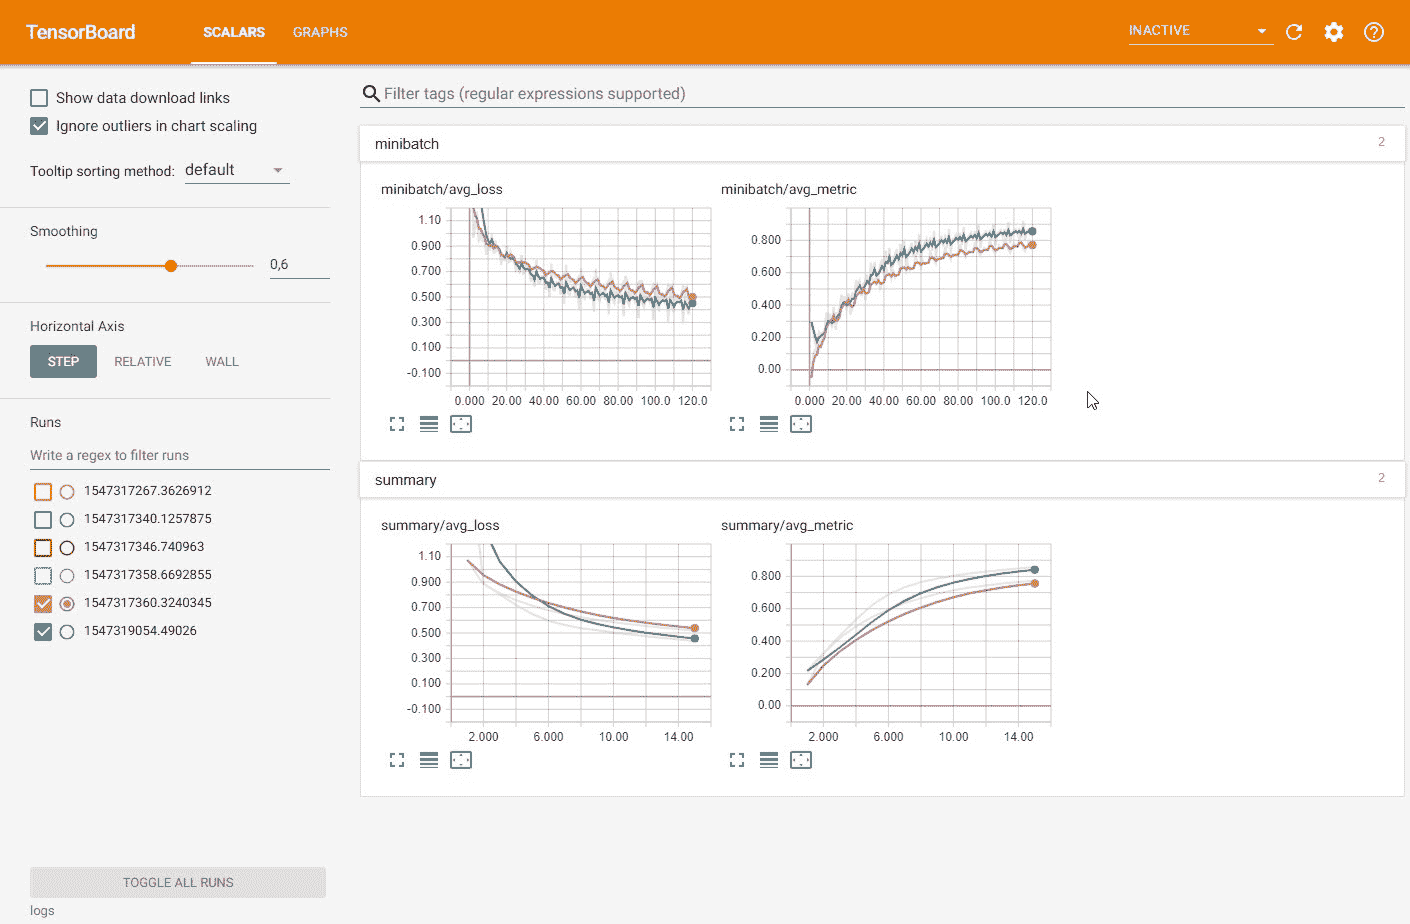 TensorBoard SCALARS GRAPHS INACTIVE
Show data download links
Ignore outliers in chart scaling
Tooltip sorting method: default
Smoothing
0,6
Horizontal Axis
STEP RELATIVE WALL
Runs
Write a regex to filter runs
1547317267.3626912
1547317340.1257875
1547317346.740963
1547317358.6692855
1547317360.3240345
1547319054.49026
TOGGLE ALL RUNS
logs
Filter tags (regular expressions supported)
minibatch 2
minibatch/avg_loss
1.10
0.900
0.700
0.500
0.300
0.100
-0.100
0.000 20.00 40.00 60.00 80.00 100.0 120.0
minibatch/avg_metric
0.800
0.600
0.400
0.200
0.00
0.000 20.00 40.00 60.00 80.00 100.0 120.0
summary 2
summary/avg_loss
1.10
0.900
0.700
0.500
0.300
0.100
-0.100
2.000 6.000 10.00 14.00
summary/avg_metric
0.800
0.600
0.400
0.200
0.00
2.000 6.000 10.00 14.00